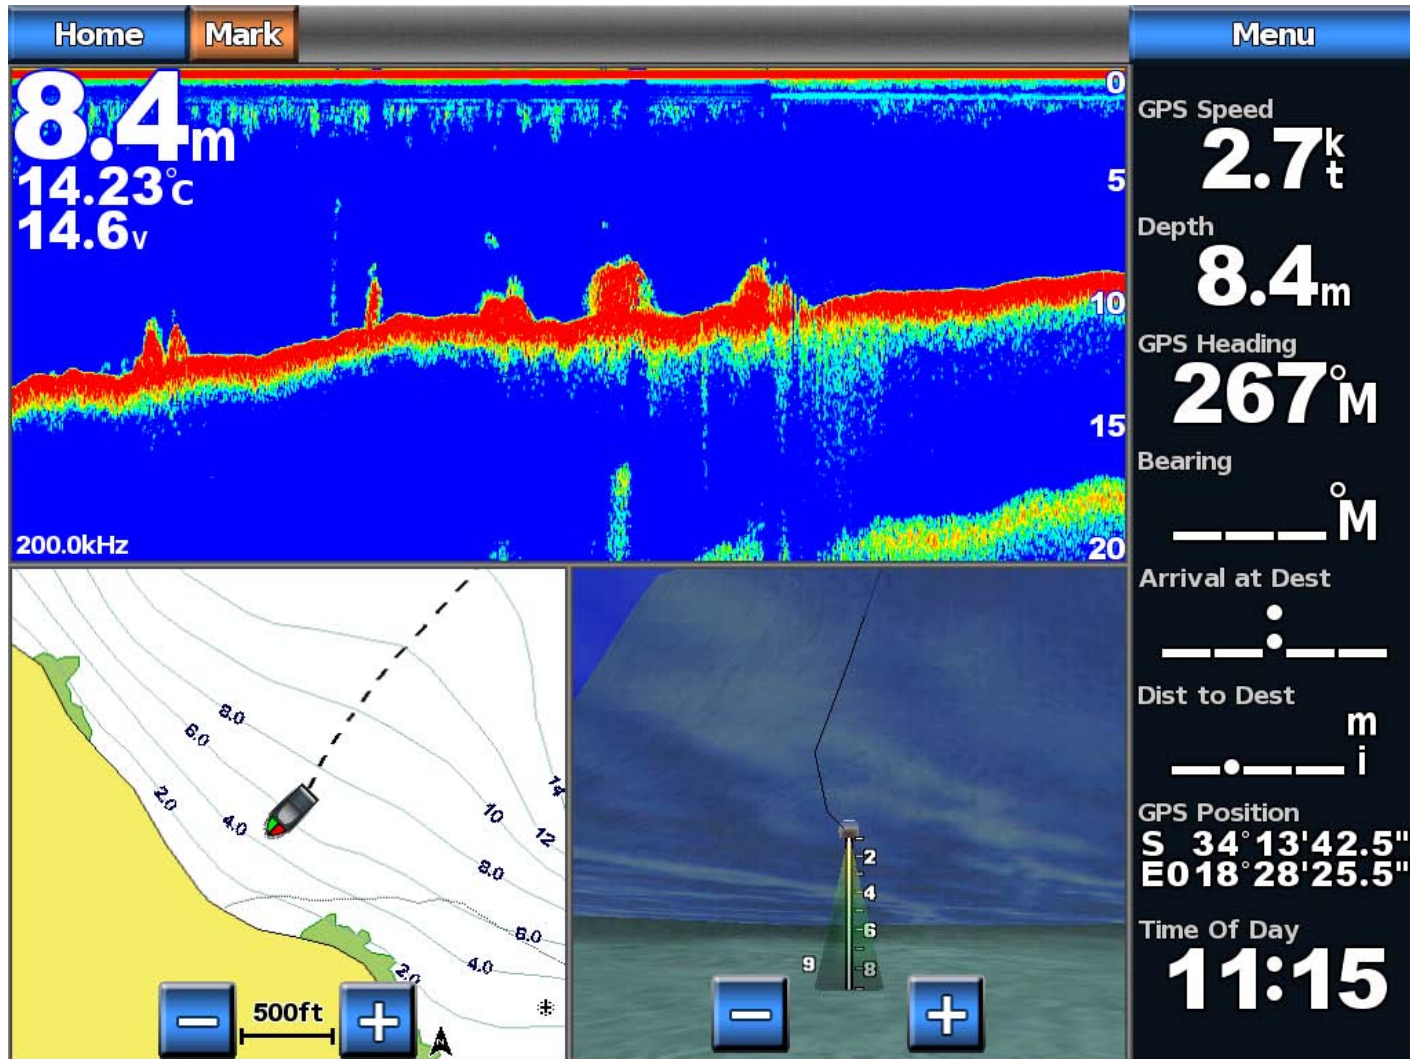 Home
Mark
Menu
8.4m
14.23°C
14.6V
0
5
10
15
20
200.0kHz
8.0
6.0
2.0
4.0
10
14
12
8.0
6.0
4.0
2.0
500ft
N
2
4
6
8
9
GPS Speed
2.7kt
Depth
8.4m
GPS Heading
267°M
Bearing
___°M
Arrival at Dest
__:__
Dist to Dest
_.__mi
GPS Position
S 34°13'42.5"
E018°28'25.5"
Time Of Day
11:15